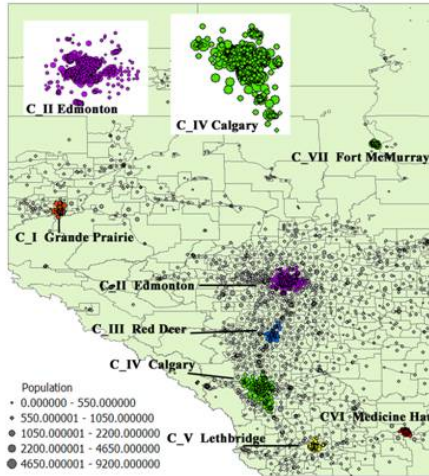 C_II Edmonton
C_IV Calgary
C_VII Fort McMurray
C_I Grande Prairie
C_II Edmonton
C_III Red Deer
C_IV Calgary
CVI Medicine Hat
C_V Lethbridge
Population
0.000000 - 550.000000
550.000001 - 1050.000000
1050.000001 - 2200.000000
2200.000001 - 4650.000000
4650.000001 - 9200.000000